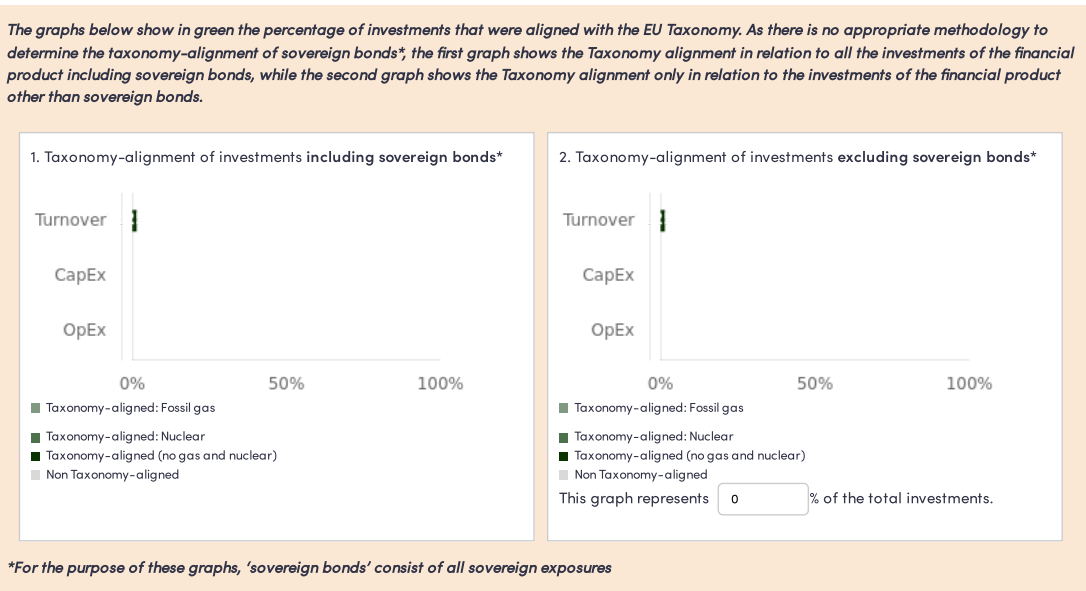 The graphs below show in green the percentage of investments that were aligned with the EU Taxonomy. As there is no appropriate methodology to
determine the taxonomy-alignment of sovereign bonds*, the first graph shows the Taxonomy alignment in relation to all the investments of the financial
product including sovereign bonds, while the second graph shows the Taxonomy alignment only in relation to the investments of the financial product
other than sovereign bonds.
1. Taxonomy-alignment of investments including sovereign bonds*
Turnover
CapEx
OpEx
0% 50% 100%
Taxonomy-aligned: Fossil gas
Taxonomy-aligned: Nuclear
Taxonomy-aligned (no gas and nuclear)
Non Taxonomy-aligned
2. Taxonomy-alignment of investments excluding sovereign bonds*
Turnover
CapEx
OpEx
0% 50% 100%
Taxonomy-aligned: Fossil gas
Taxonomy-aligned: Nuclear
Taxonomy-aligned (no gas and nuclear)
Non Taxonomy-aligned
This graph represents 0 % of the total investments.
*For the purpose of these graphs, ‘sovereign bonds’ consist of all sovereign exposures